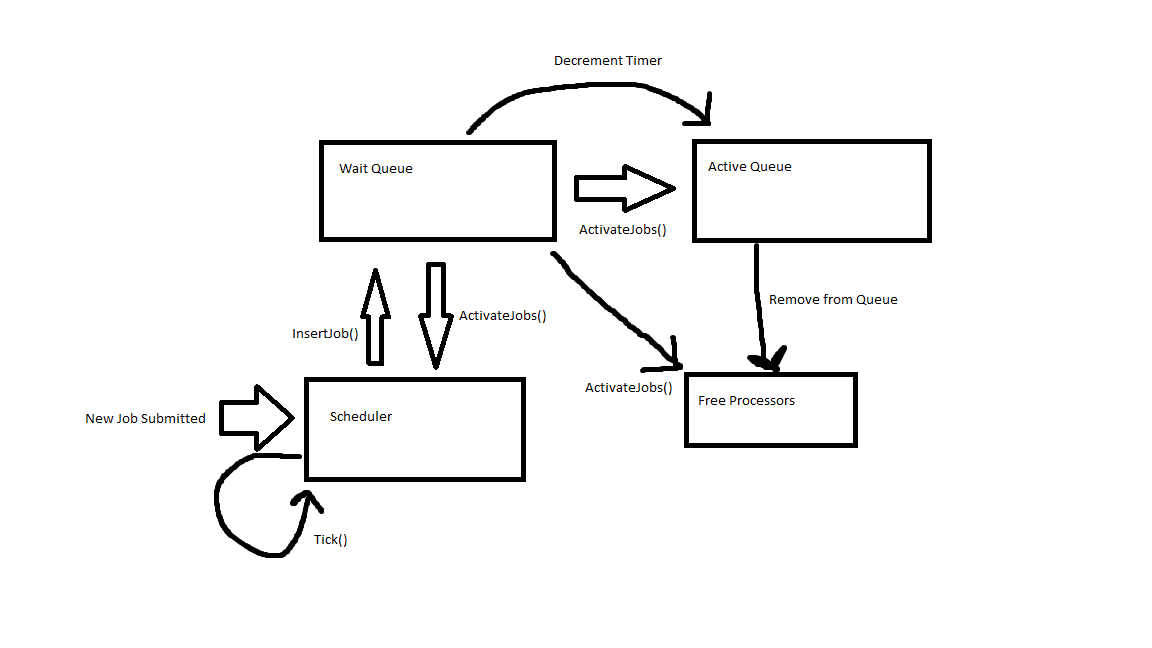 Decrement Timer
Wait Queue
Active Queue
ActivateJobs()
Remove from Queue
ActivateJobs()
InsertJob()
ActivateJobs()
Free Processors
New Job Submitted
Scheduler
Tick()